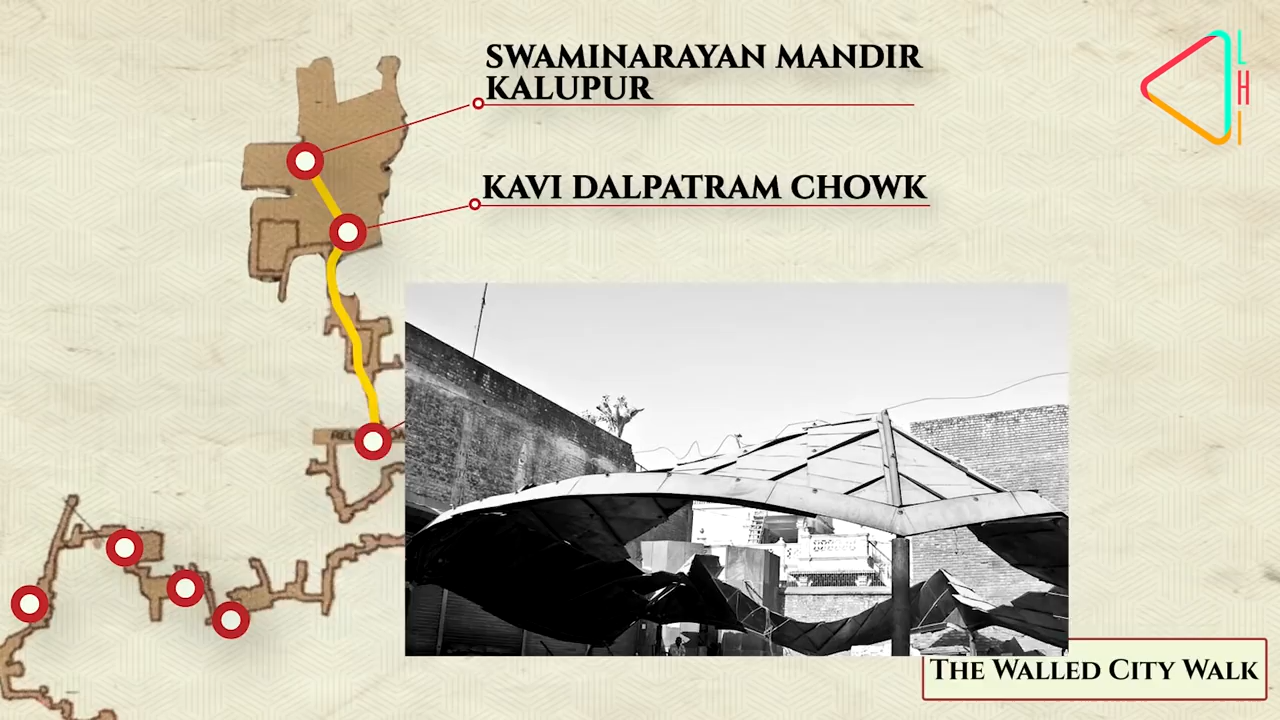 SWAMINARAYAN MANDIR
KALUPUR
KAVI DALPATRAM CHOWK
THE WALLED CITY WALK
L
H
I